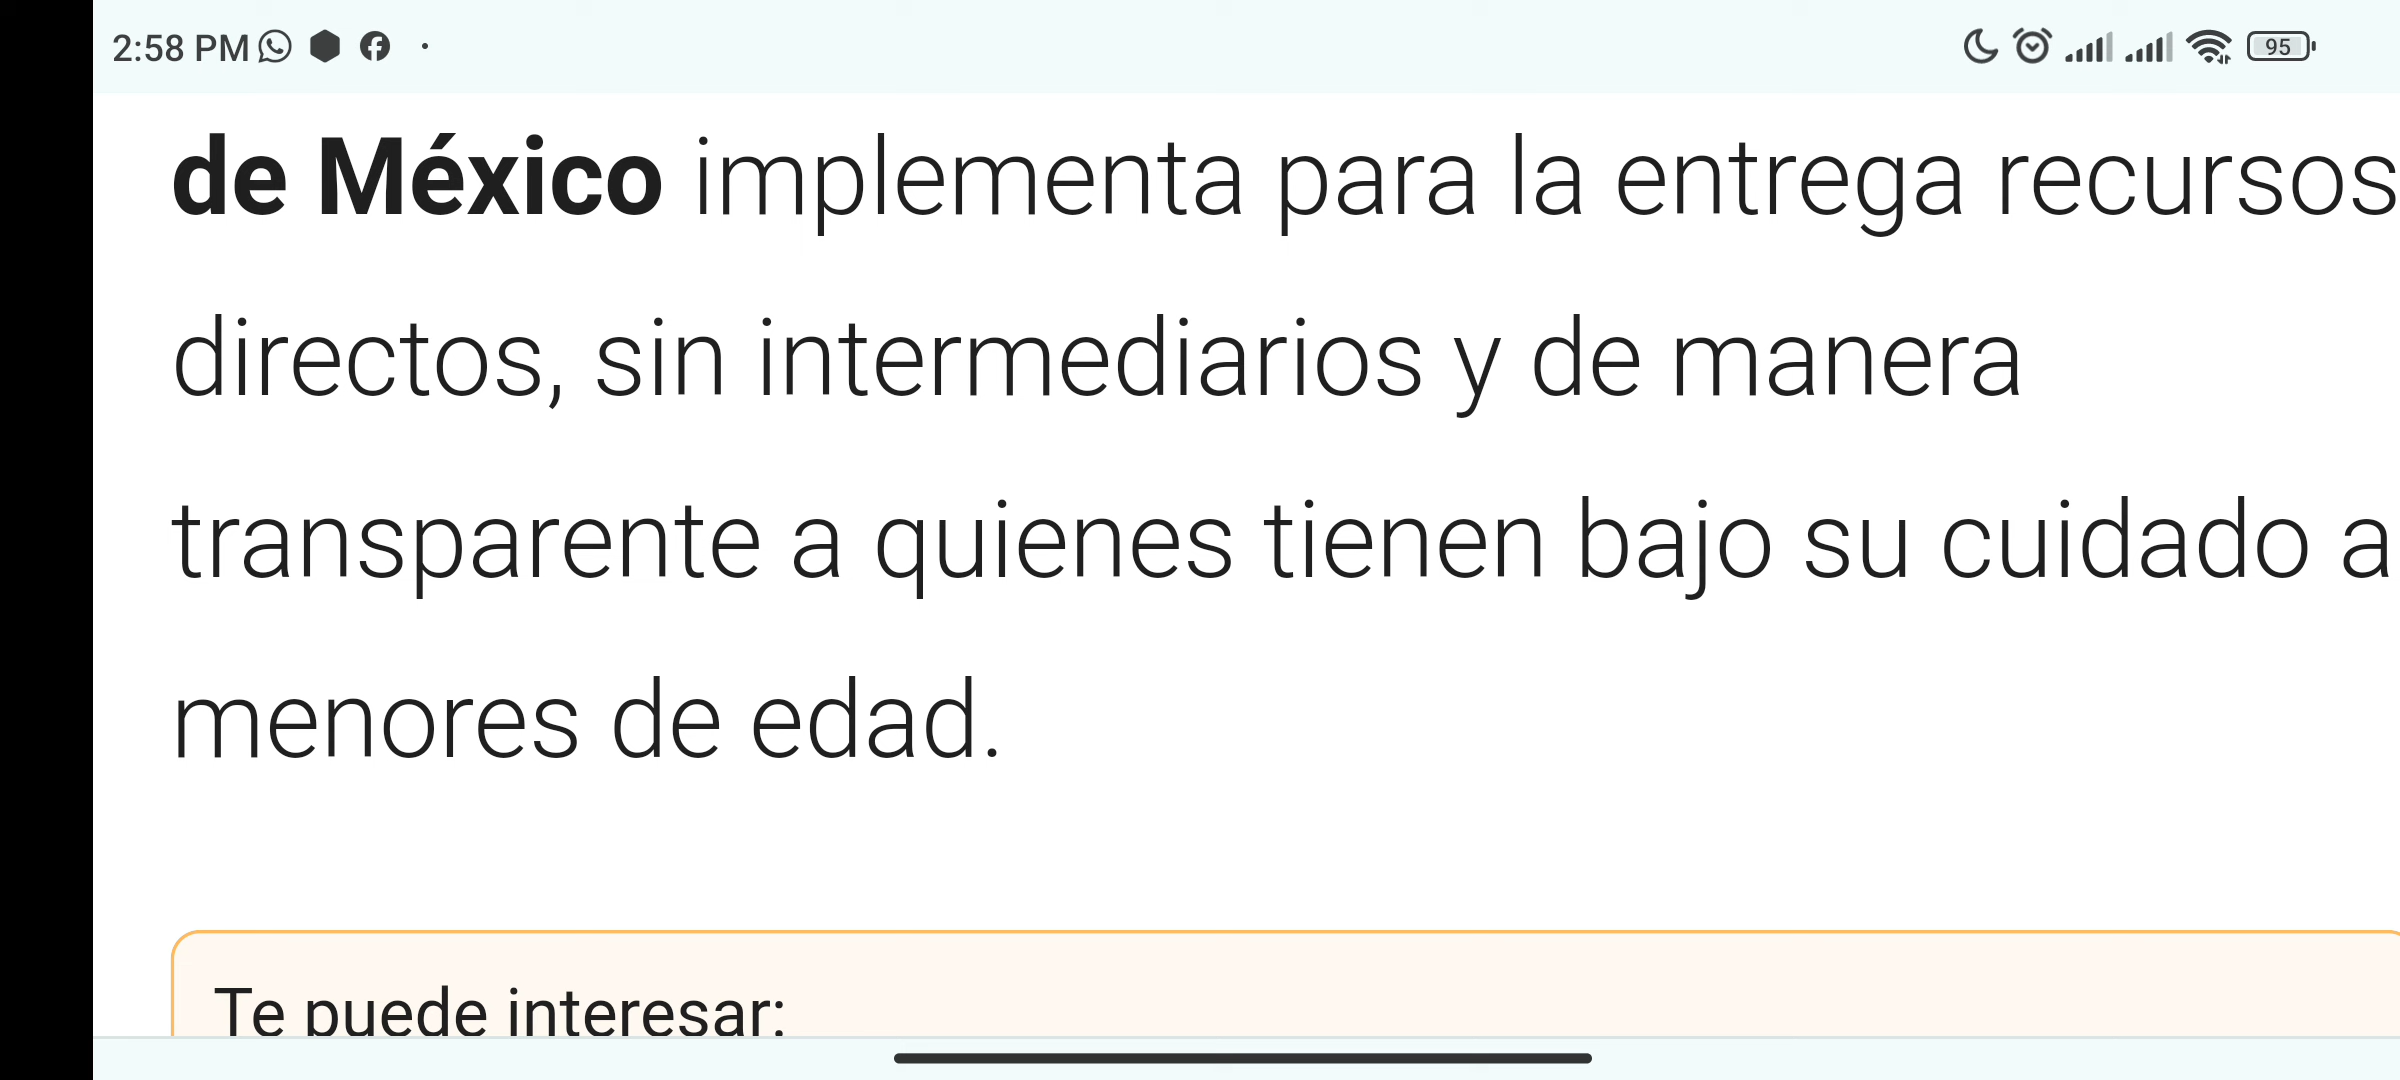 2:58 PM
95
de México implementa para la entrega recursos
directos, sin intermediarios y de manera
transparente a quienes tienen bajo su cuidado a
menores de edad.
Te puede interesar: